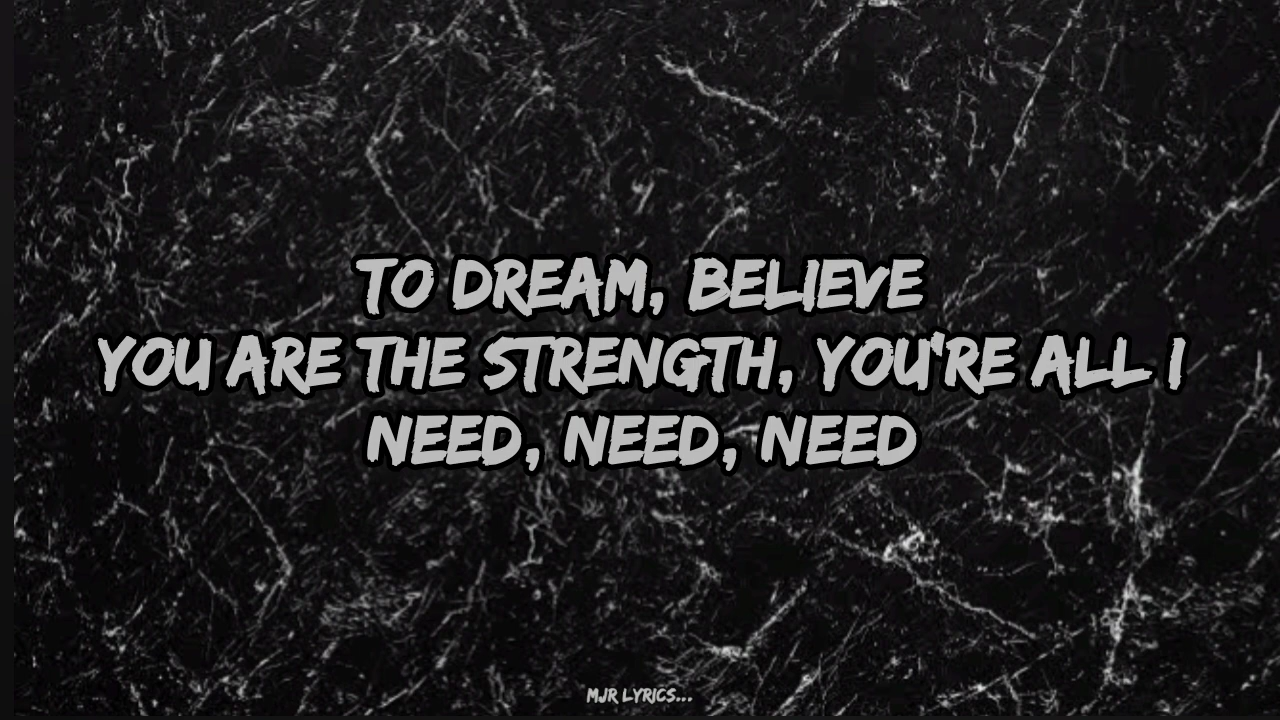 TO DREAM, BELIEVE
YOU ARE THE STRENGTH, YOU'RE ALL I
NEED, NEED, NEED
MJR LYRICS...